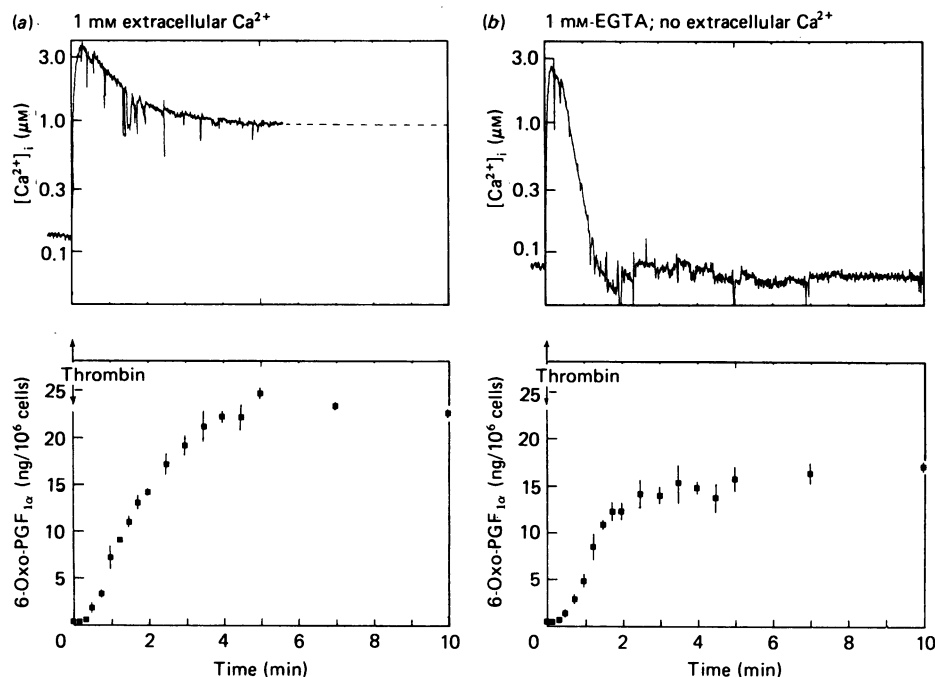 (a) 1 mM extracellular Ca²⁺
[Ca²⁺]ᵢ (μM)
3.0
1.0
0.3
0.1
Thrombin
6-Oxo-PGF₁α (ng/10⁶ cells)
25
20
15
10
5
0 2 4 6 8 10
Time (min)
(b) 1 mM-EGTA; no extracellular Ca²⁺
[Ca²⁺]ᵢ (μM)
3.0
1.0
0.3
0.1
Thrombin
6-Oxo-PGF₁α (ng/10⁶ cells)
25
20
15
10
5
0 2 4 6 8 10
Time (min)